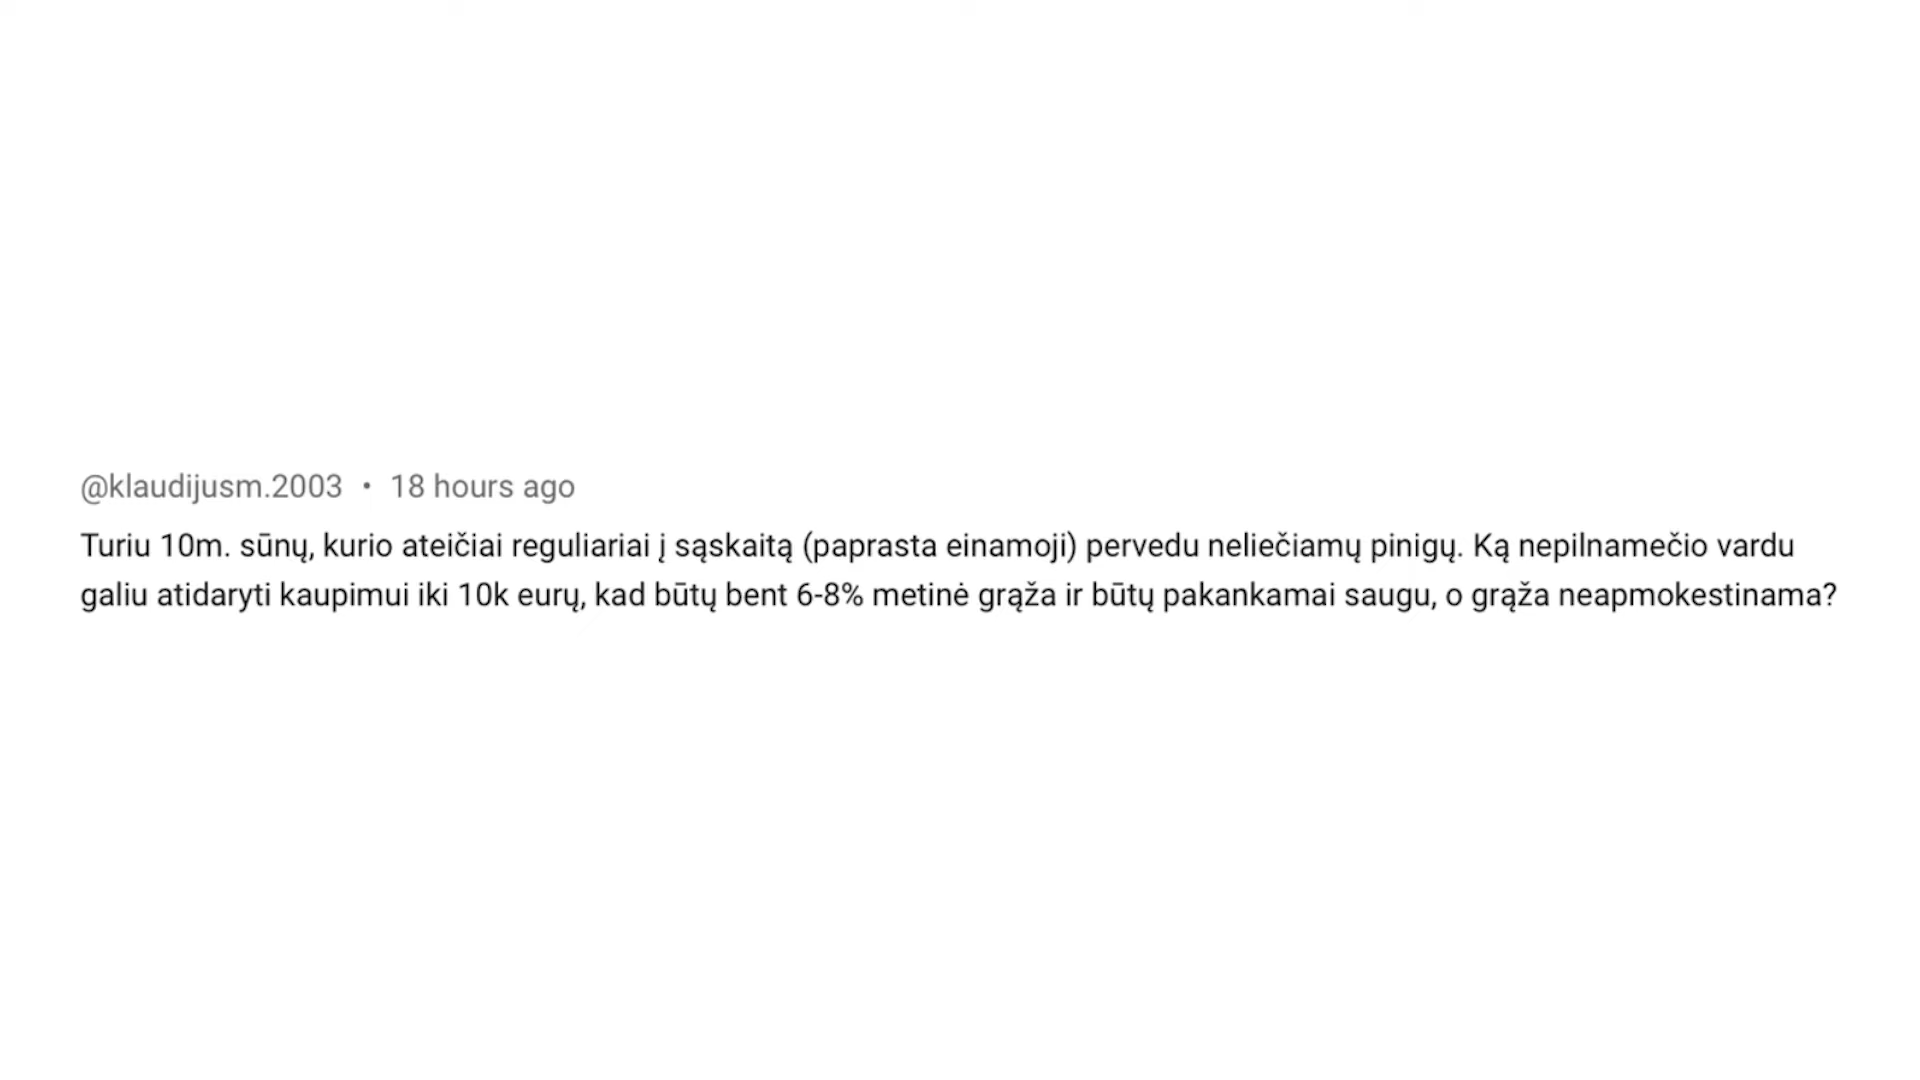 @klaudijusm.2003 • 18 hours ago
Turiu 10m. sūnų, kurio ateičiai reguliariai į sąskaitą (paprasta einamoji) pervedu neliečiamų pinigų. Ką nepilnamečio vardu
galiu atidaryti kaupimui iki 10k eurų, kad būtų bent 6-8% metinė grąža ir būtų pakankamai saugu, o grąža neapmokestinama?